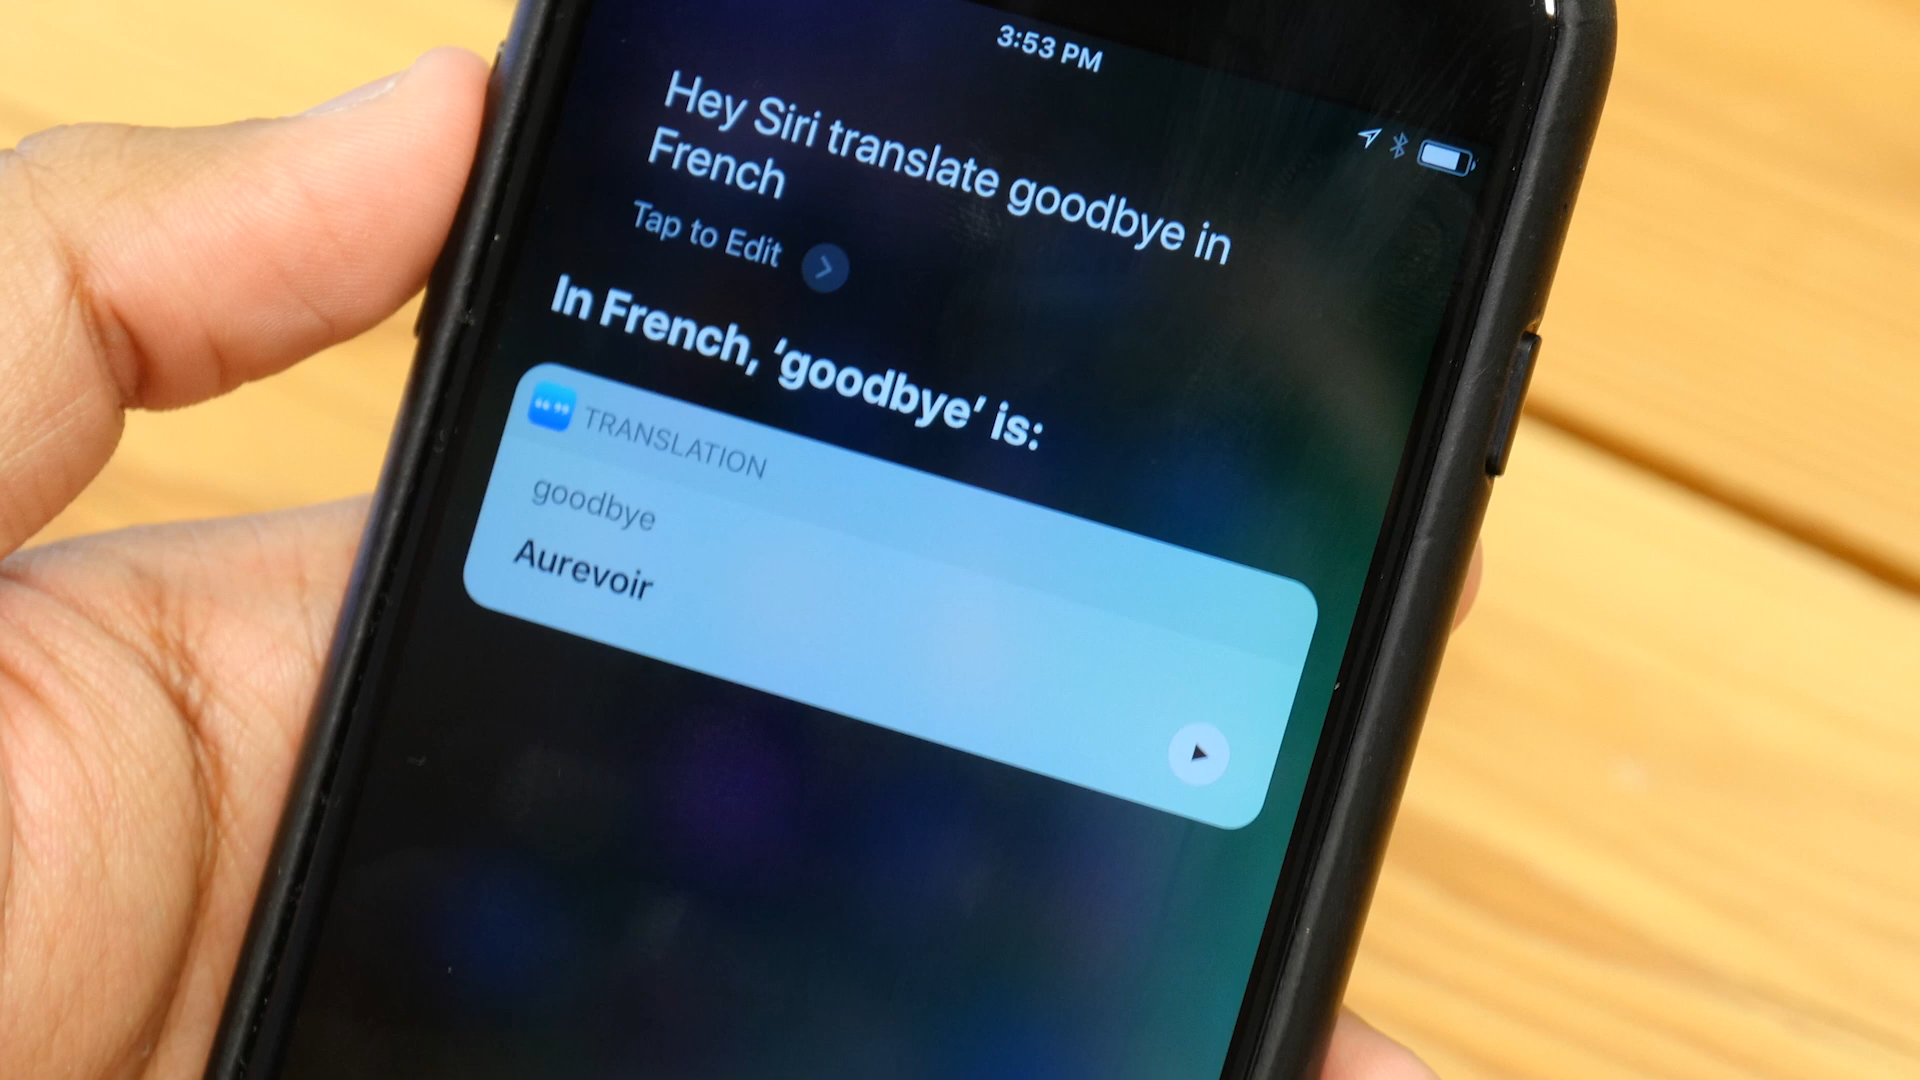 3:53 PM
Hey Siri translate goodbye in
French
Tap to Edit
In French, ‘goodbye’ is:
TRANSLATION
goodbye
Aurevoir